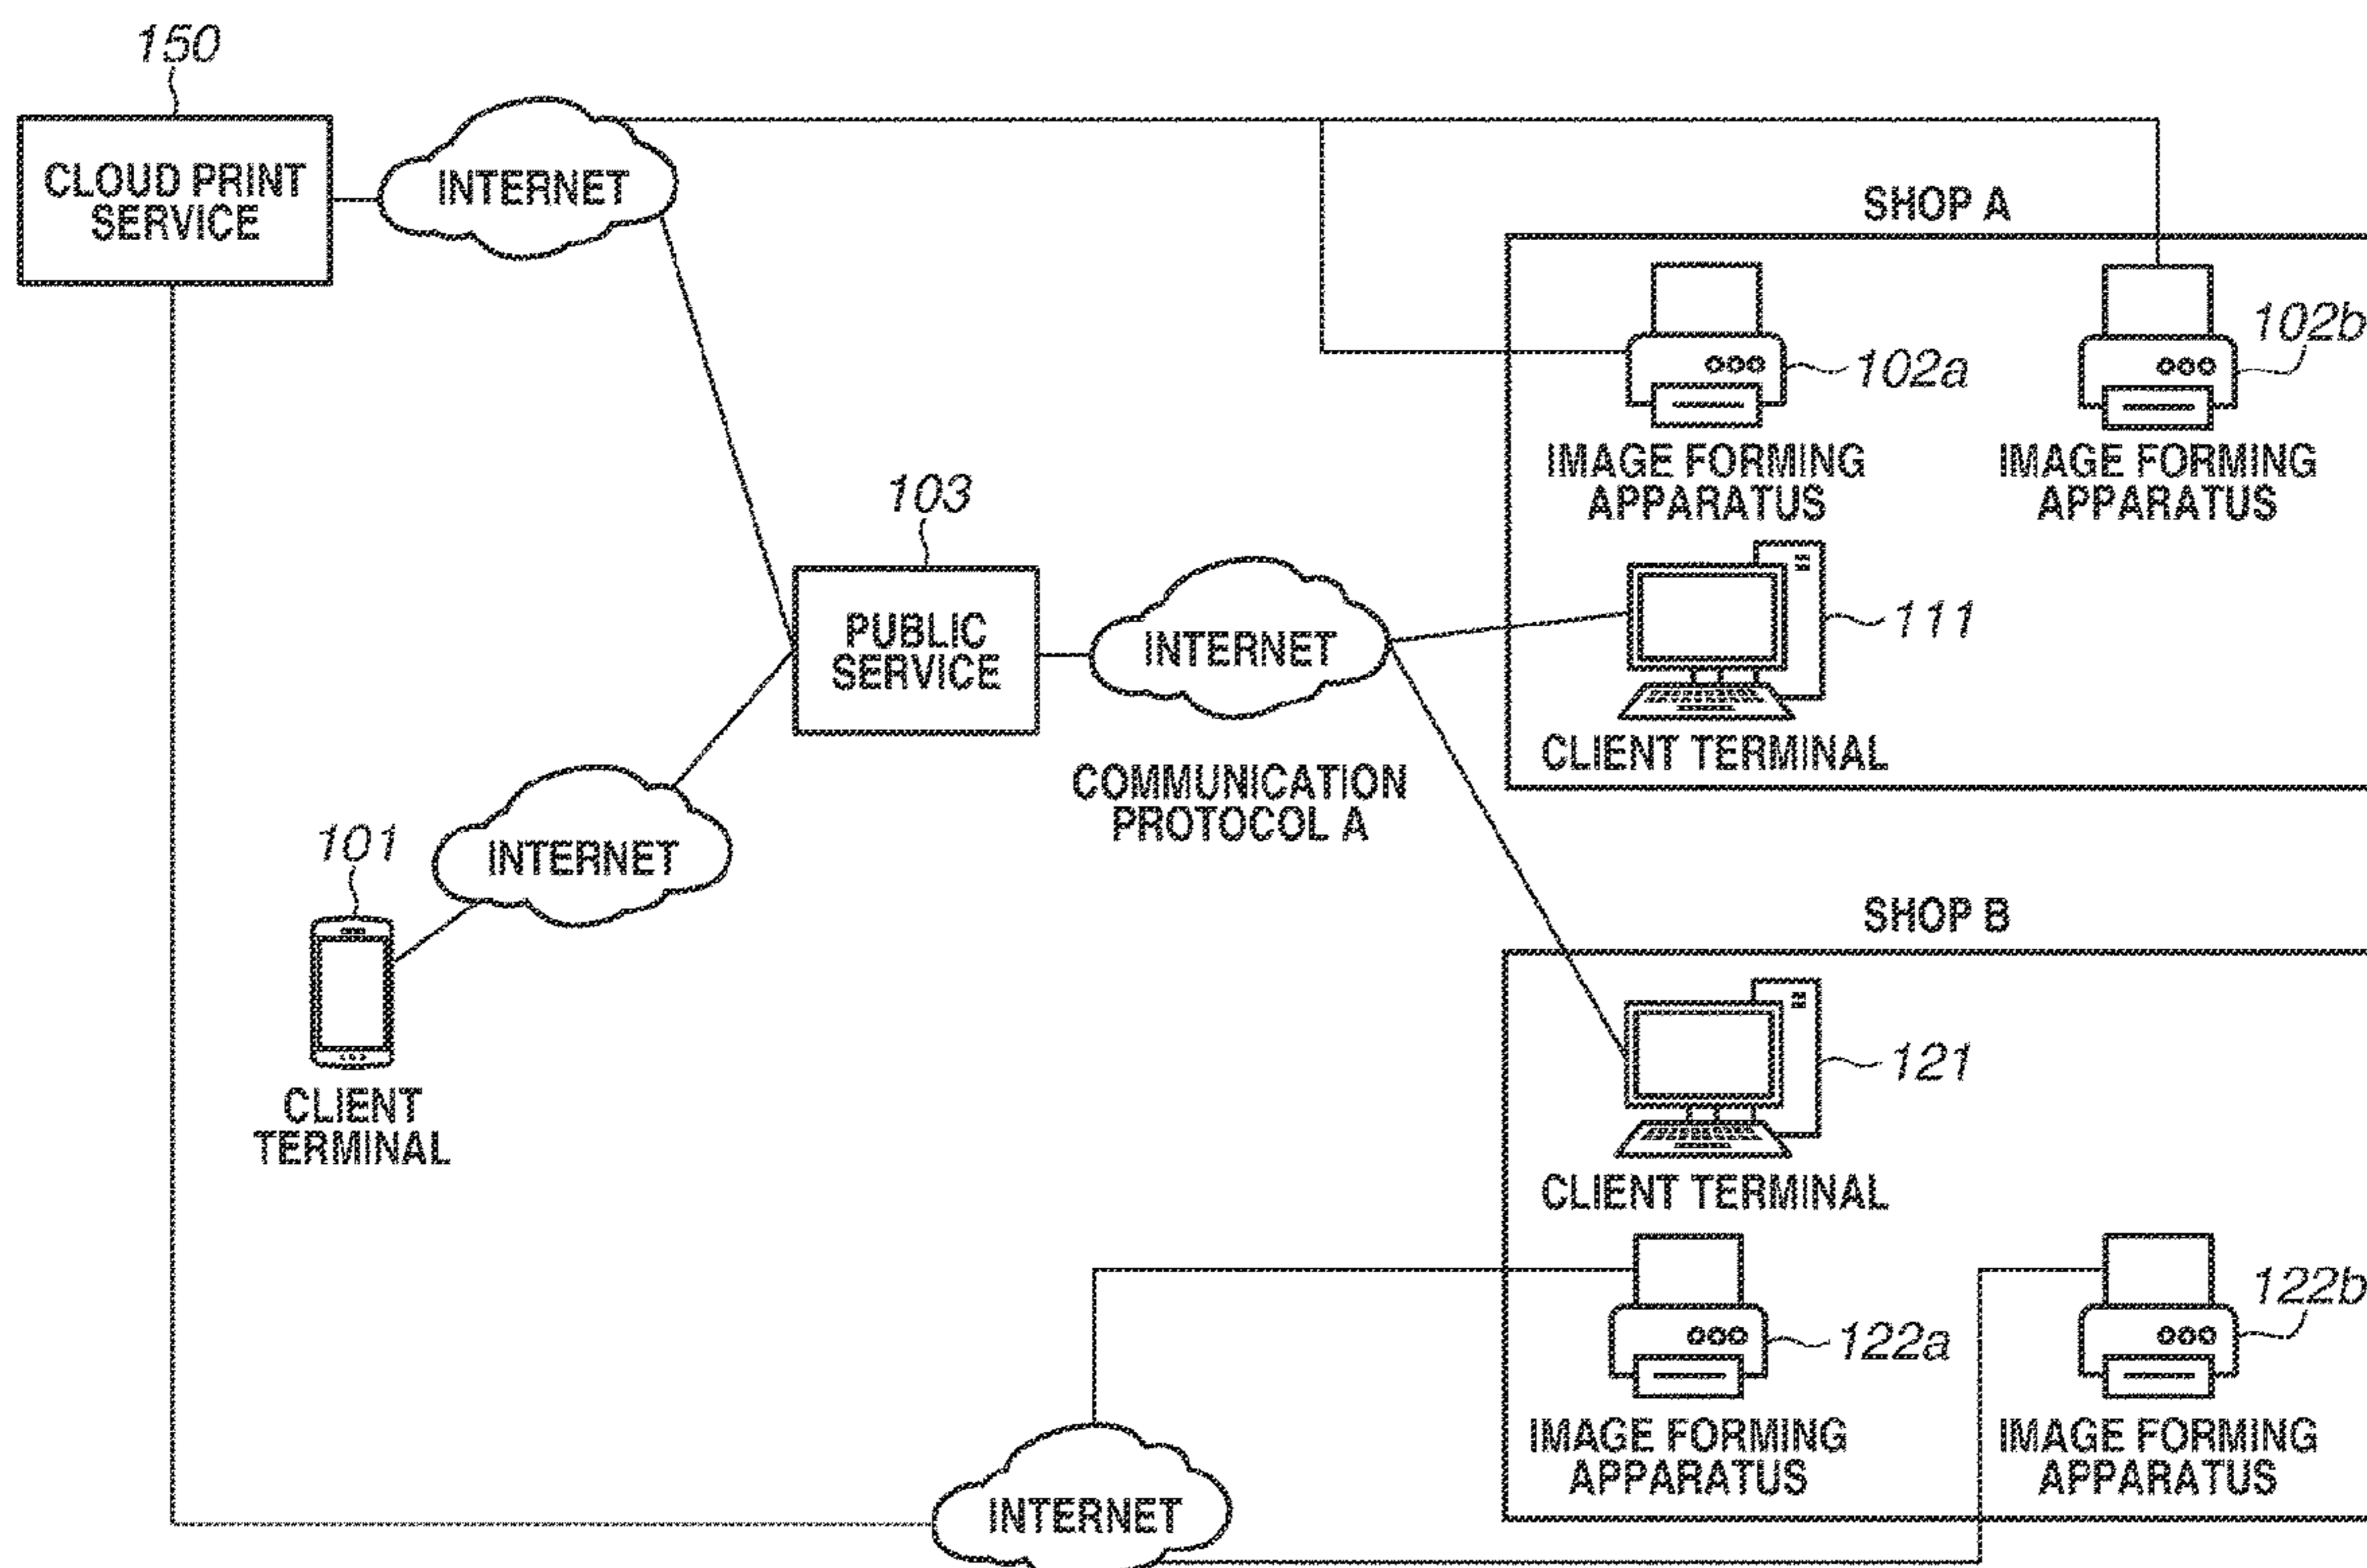 150
CLOUD PRINT
SERVICE
INTERNET
SHOP A
102a
102b
IMAGE FORMING
APPARATUS
IMAGE FORMING
APPARATUS
103
PUBLIC
SERVICE
INTERNET
COMMUNICATION
PROTOCOL A
111
CLIENT TERMINAL
101
INTERNET
CLIENT
TERMINAL
SHOP B
121
CLIENT TERMINAL
122a
122b
IMAGE FORMING
APPARATUS
IMAGE FORMING
APPARATUS
INTERNET